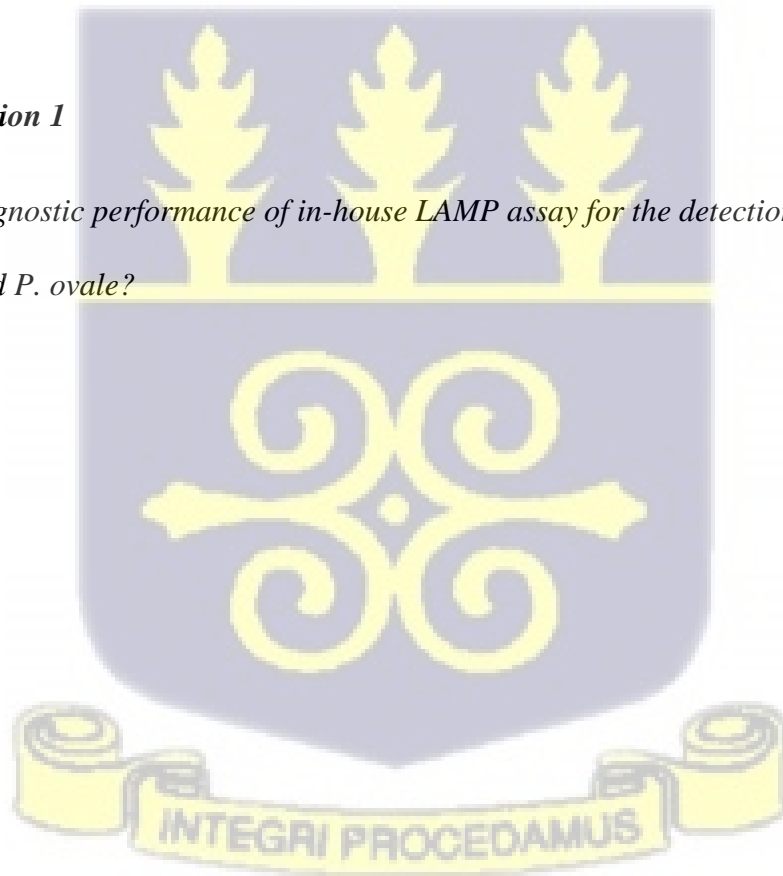 ion 1
gnostic performance of in-house LAMP assay for the detection
d P. ovale?
INTEGRI PROCEDAMUS